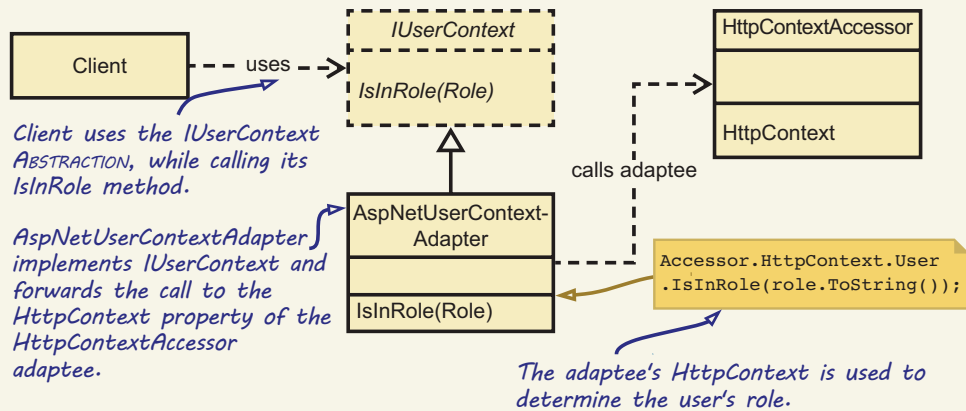 Client
uses
IUserContext
IsInRole(Role)
HttpContextAccessor
HttpContext
Client uses the IUserContext
ABSTRACTION, while calling its
IsInRole method.
calls adaptee
AspNetUserContext-
Adapter
IsInRole(Role)
AspNetUserContextAdapter
implements IUserContext and
forwards the call to the
HttpContext property of the
HttpContextAccessor
adaptee.
Accessor.HttpContext.User
.IsInRole(role.ToString());
The adaptee's HttpContext is used to
determine the user's role.